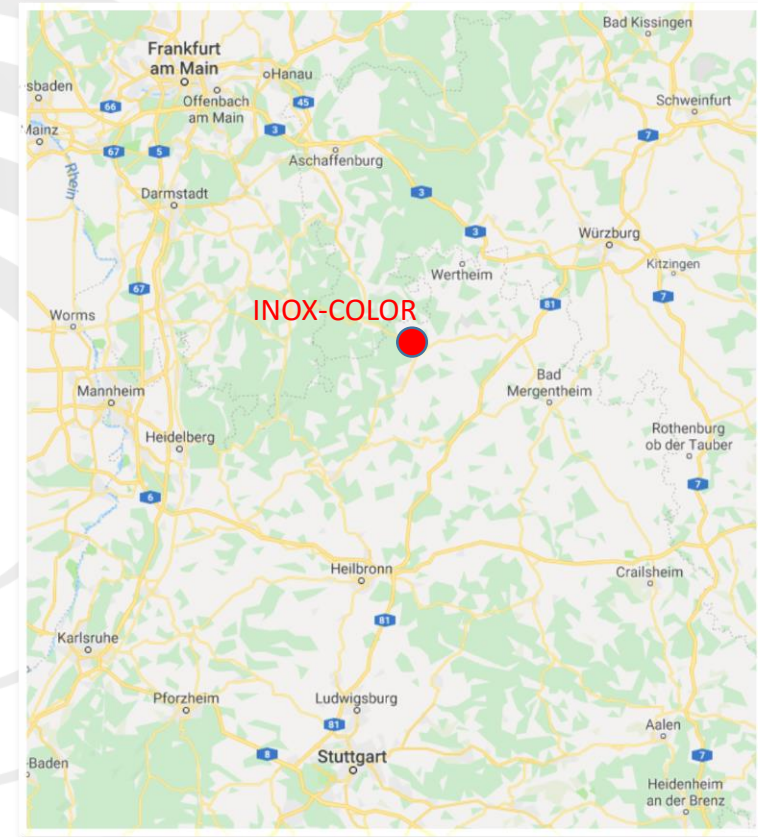 Bad Kissingen
Frankfurt
am Main
Hanau
sbaden
Offenbach
am Main
45
Schweinfurt
66
3
Mainz
7
67
5
Aschaffenburg
Rhein
Darmstadt
3
3
Würzburg
Wertheim
Kitzingen
67
7
INOX-COLOR
81
Worms
Bad
Mergentheim
Mannheim
Rothenburg
ob der Tauber
Heidelberg
7
6
Heilbronn
Crailsheim
81
Karlsruhe
Pforzheim
Ludwigsburg
81
Aalen
8
Stuttgart
7
-Baden
Heidenheim
an der Brenz